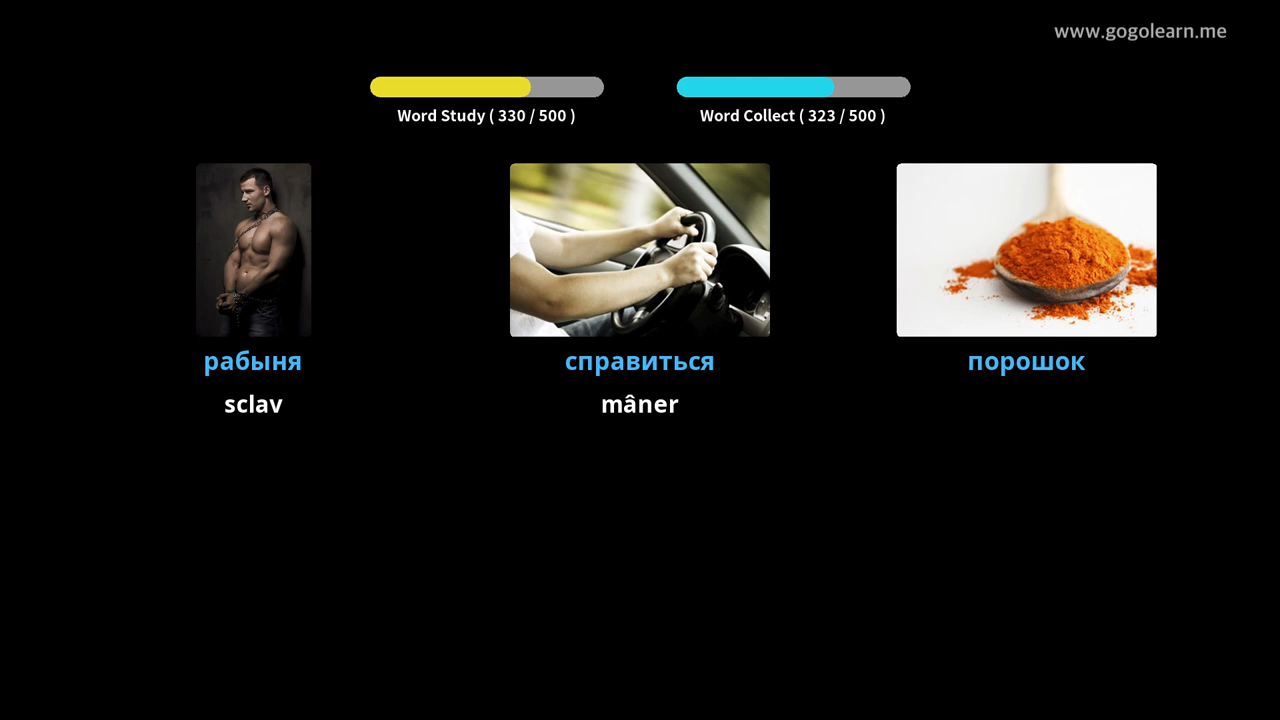 www.gogolearn.me
Word Study ( 330 / 500 )
Word Collect ( 323 / 500 )
рабыня
справиться
порошок
sclav
mâner